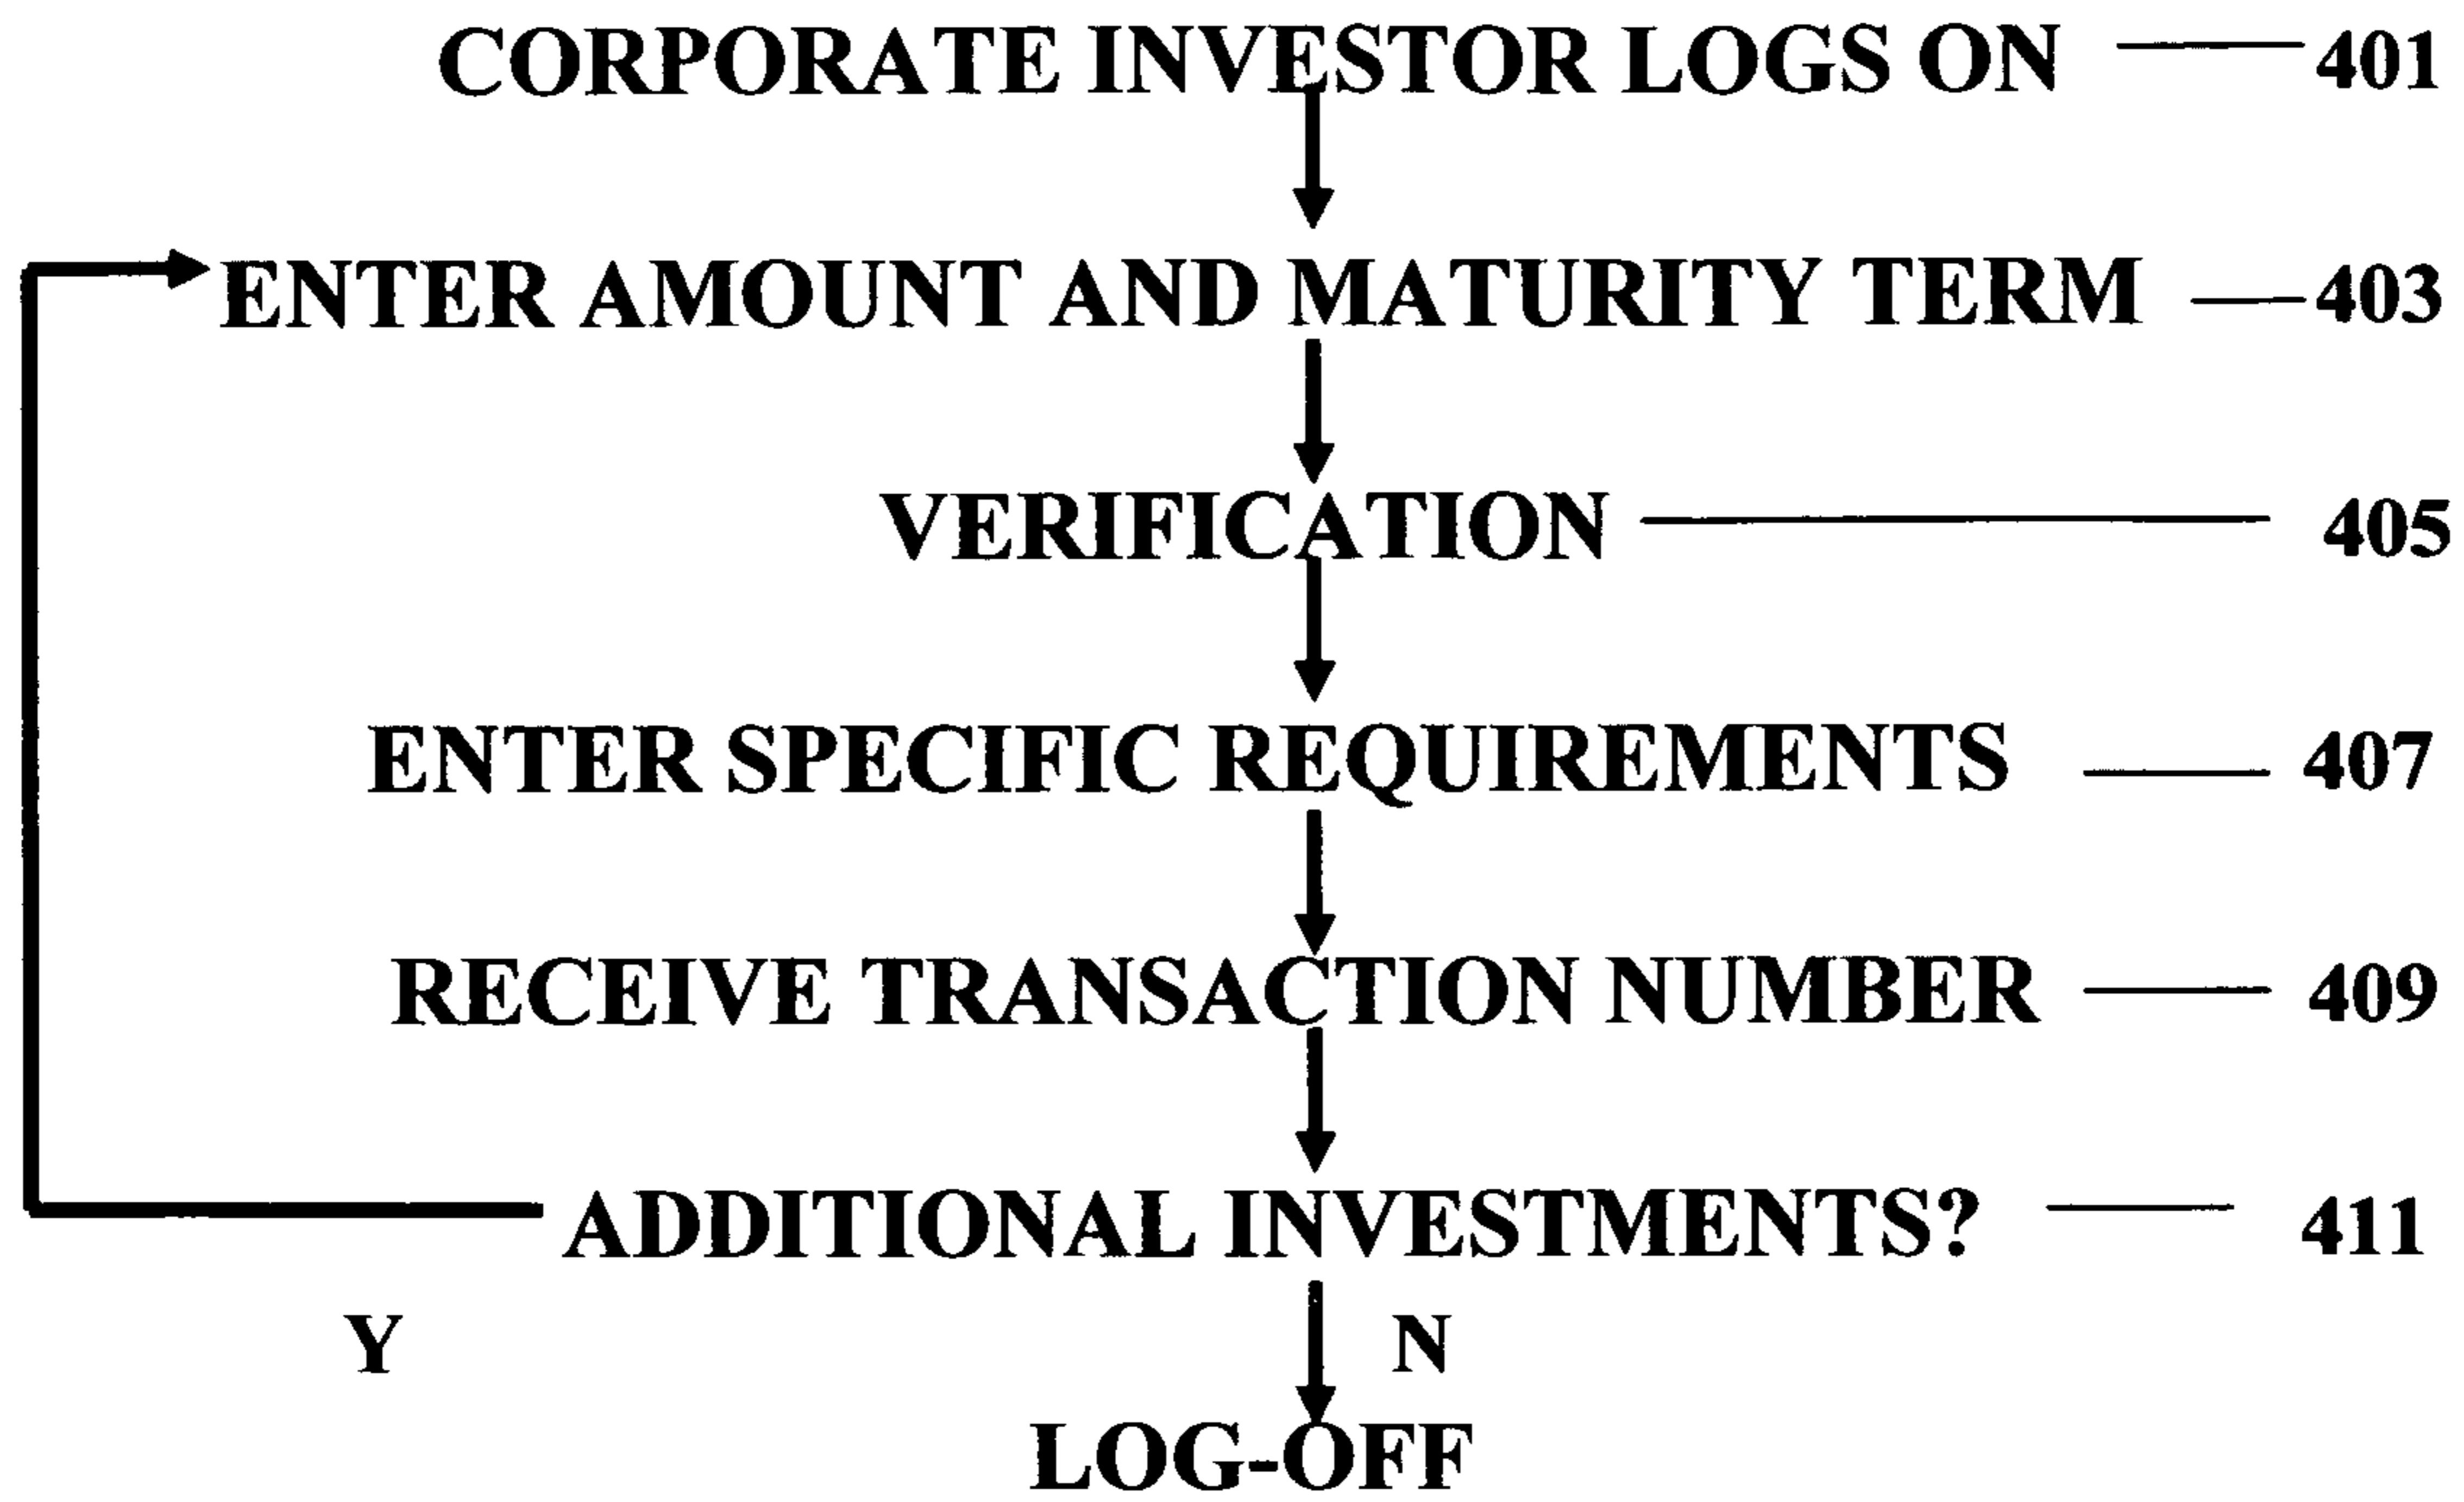 CORPORATE INVESTOR LOGS ON 401
ENTER AMOUNT AND MATURITY TERM 403
VERIFICATION 405
ENTER SPECIFIC REQUIREMENTS 407
RECEIVE TRANSACTION NUMBER 409
ADDITIONAL INVESTMENTS? 411
Y N
LOG-OFF